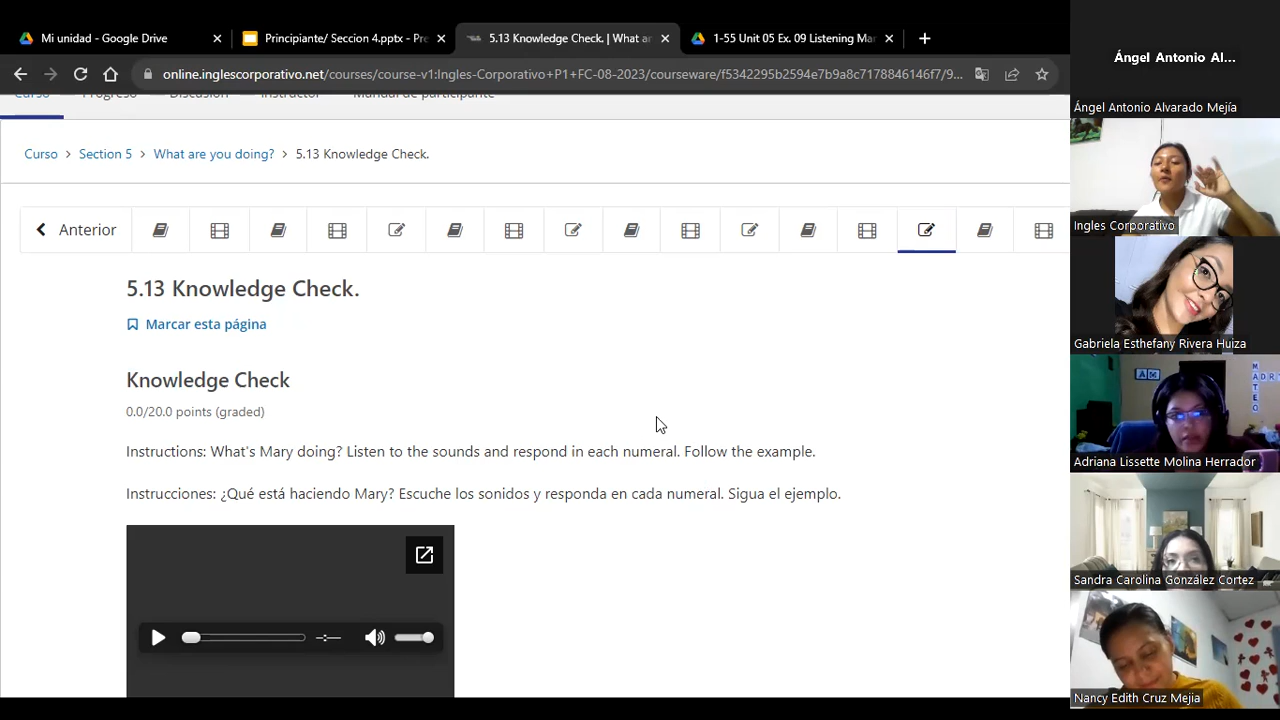 Mi unidad - Google Drive
Principiante/ Seccion 4.pptx - Pre
5.13 Knowledge Check. | What ar
1-55 Unit 05 Ex. 09 Listening Mar
online.inglescorporativo.net/courses/course-v1:Ingles-Corporativo+P1+FC-08-2023/courseware/f5342295b2594e7b9a8c7178846146f7/9...
Curso Progreso Discusión Instructor Manual de participante
Curso > Section 5 > What are you doing? > 5.13 Knowledge Check.
Anterior
5.13 Knowledge Check.
Marcar esta página
Knowledge Check
0.0/20.0 points (graded)
Instructions: What's Mary doing? Listen to the sounds and respond in each numeral. Follow the example.
Instrucciones: ¿Qué está haciendo Mary? Escuche los sonidos y responda en cada numeral. Sigua el ejemplo.
-:-
Ángel Antonio Al...
Ángel Antonio Alvarado Mejía
Ingles Corporativo
Gabriela Esthefany Rivera Huiza
Adriana Lissette Molina Herrador
Sandra Carolina González Cortez
Nancy Edith Cruz Mejia